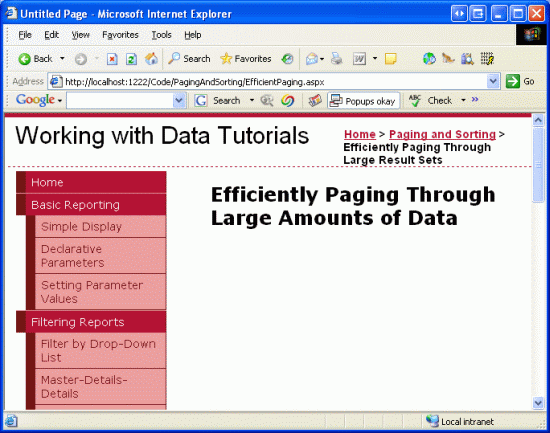 Untitled Page - Microsoft Internet Explorer
File Edit View Favorites Tools Help
Back Search Favorites
Address http://localhost:1222/Code/PagingAndSorting/EfficientPaging.aspx Go
Google Search Popups okay ABC Check »
Working with Data Tutorials
Home > Paging and Sorting >
Efficiently Paging Through
Large Result Sets
Home
Basic Reporting
Simple Display
Declarative
Parameters
Setting Parameter
Values
Filtering Reports
Filter by Drop-Down
List
Master-Details-
Details
Efficiently Paging Through
Large Amounts of Data
Local intranet